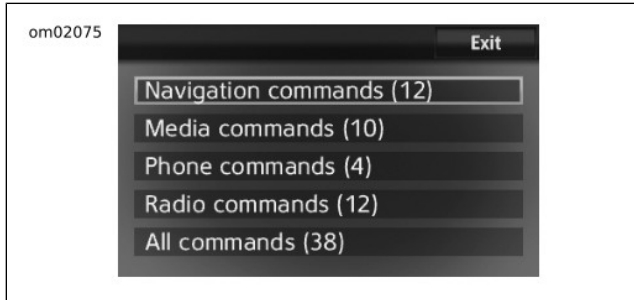 om02075
Exit
Navigation commands (12)
Media commands (10)
Phone commands (4)
Radio commands (12)
All commands (38)